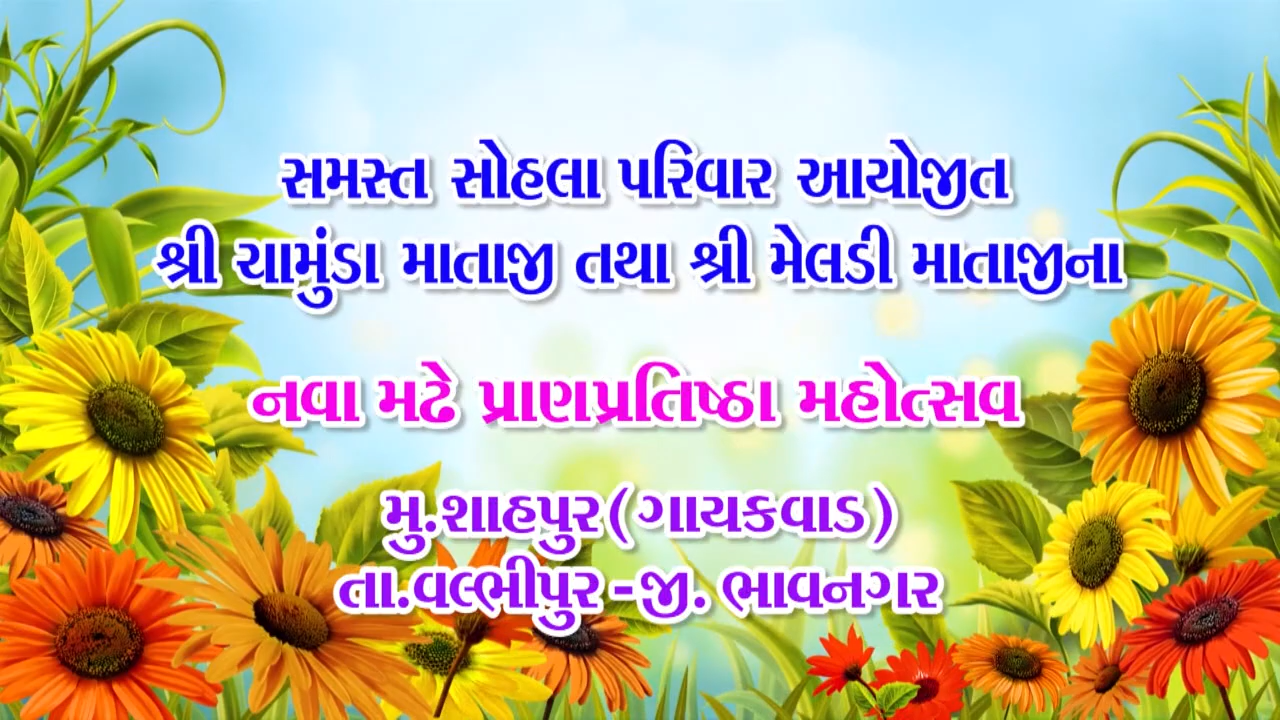 સમસ્ત સોહલા પરિવાર આયોજીત
શ્રી ચામુંડા માતાજી તથા શ્રી મેલડી માતાજીના
નવા મઢે પ્રાણપ્રતિષ્ઠા મહોત્સવ
મુ.શાહપુર(ગાયકવાડ)
તા.વલ્ભીપુર-જી. ભાવનગર